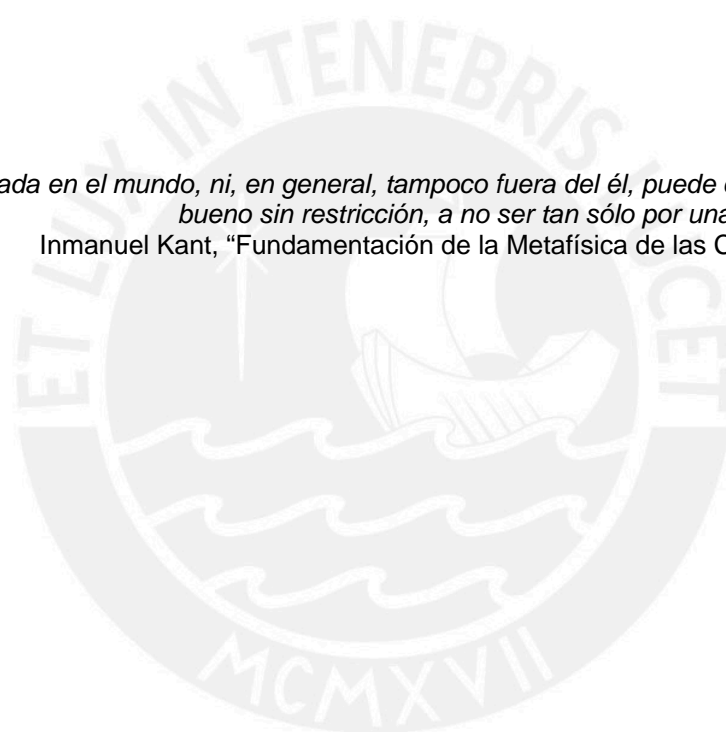 ada en el mundo, ni, en general, tampoco fuera del él, puede
bueno sin restricción, a no ser tan sólo por una
Inmanuel Kant, “Fundamentación de la Metafísica de las C
ET LUX IN TENEBRIS LUCET
MCMXVII